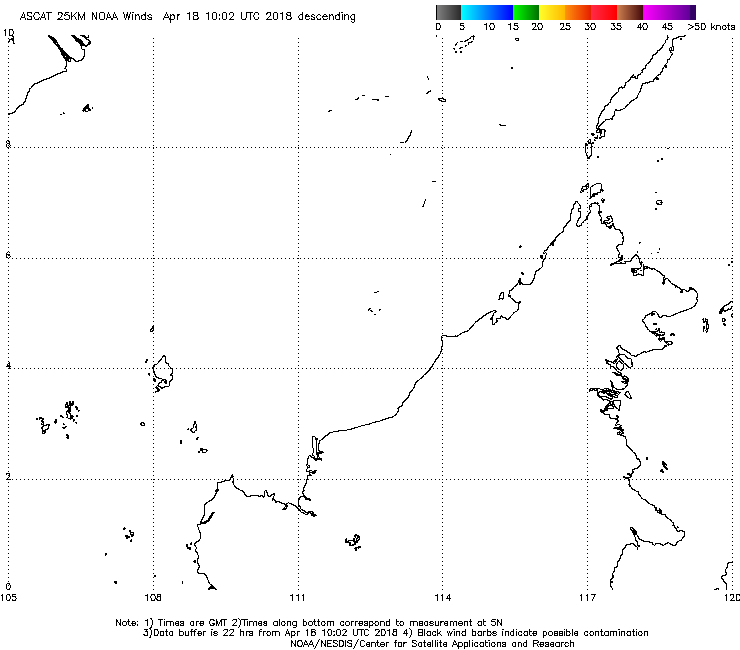 ASCAT 25KM NOAA Winds Apr 18 10:02 UTC 2018 descending
0 5 10 15 20 25 30 35 40 45 >50 knots
10
8
6
4
2
0
105 108 111 114 117 120
Note: 1) Times are GMT 2)Times along bottom correspond to measurement at 5N
3)Data buffer is 22 hrs from Apr 18 10:02 UTC 2018 4) Black wind barbs indicate possible contamination
NOAA/NESDIS/Center for Satellite Applications and Research